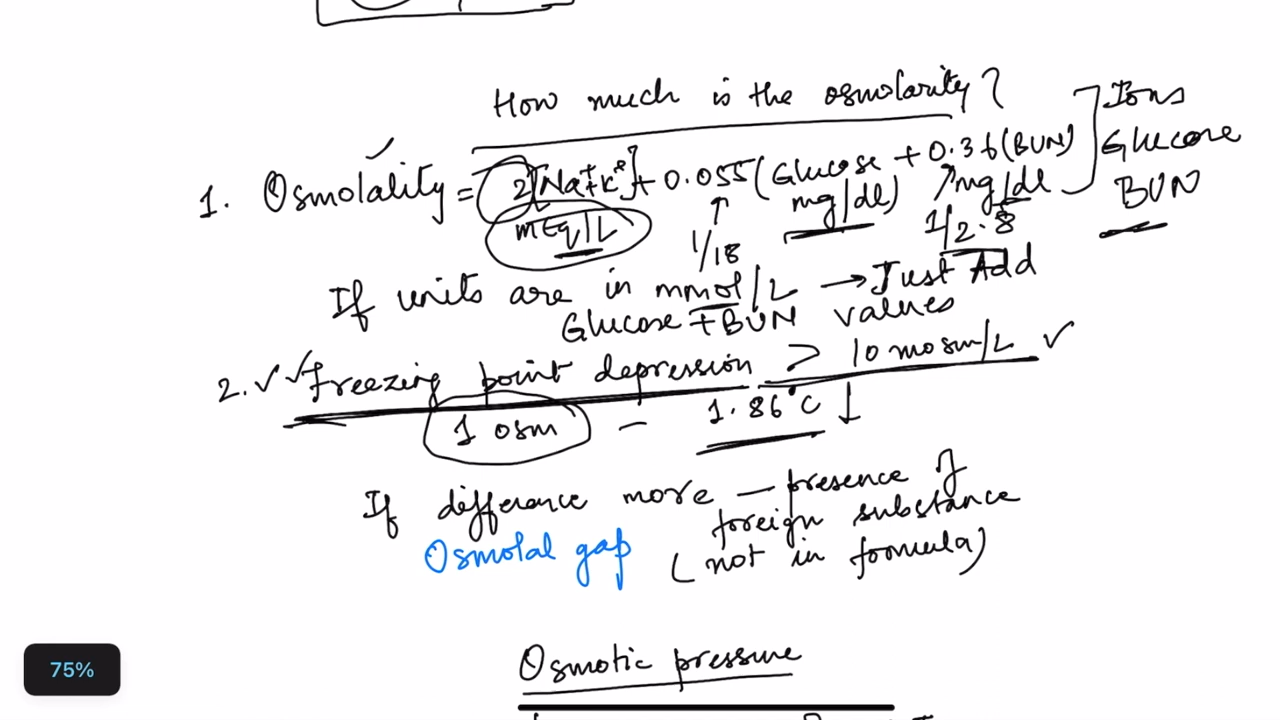 How much is the osmolarity?
1. Osmolality = 2[Na⁺+K⁺] + 0.055 (Glucose mg/dl) + 0.36 (BUN) mg/dl
Ions
Glucose
BUN
mEq/L
1/18
1/2.8
If units are in mmol/L → Just Add values
Glucose + BUN
2. ✓✓ freezing point depression > 10 mosm/L ✓
1 osm — 1.86°C ↓
If difference more — presence of
foreign substance
Osmolal gap (not in formula)
Osmotic pressure
75%